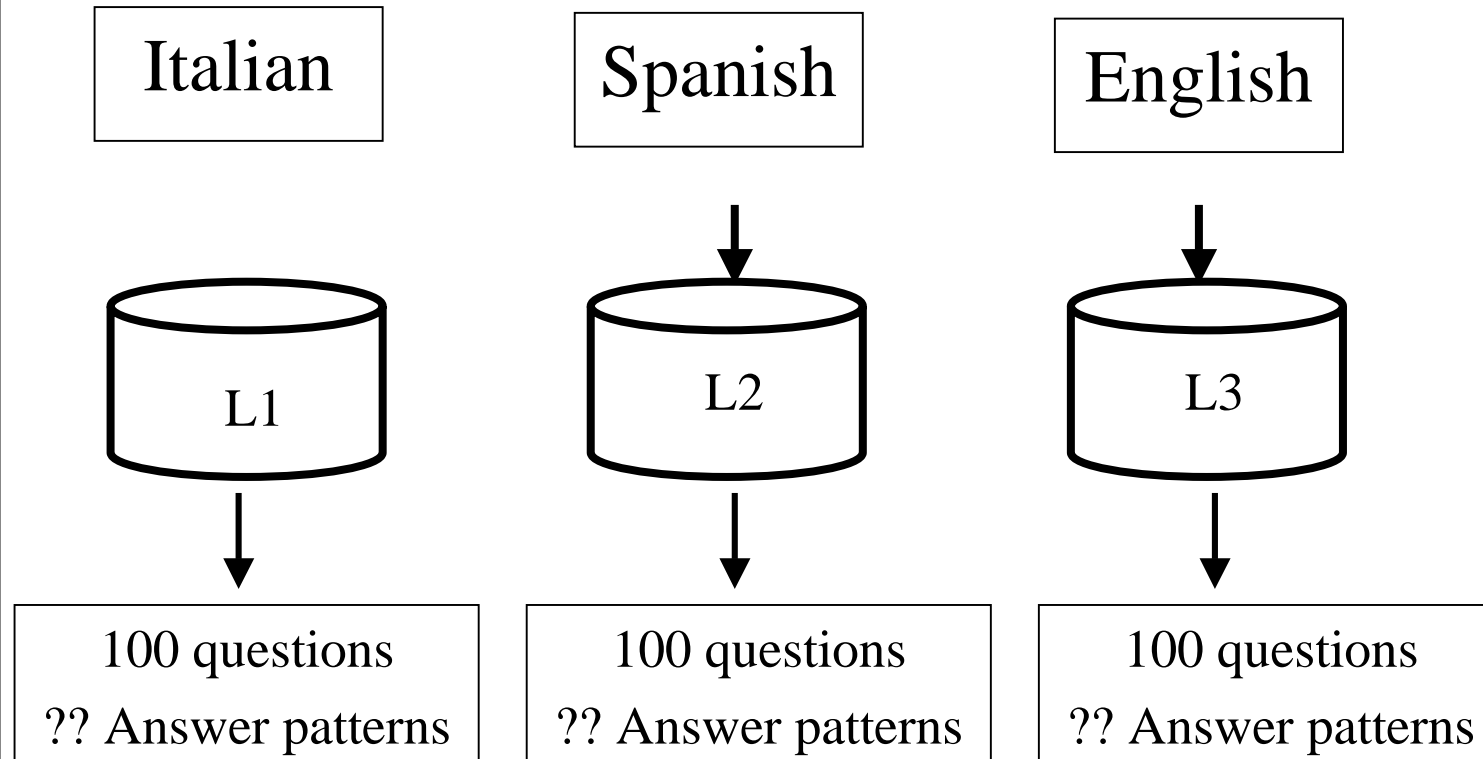 Italian
Spanish
English
L1
L2
L3
100 questions
?? Answer patterns
100 questions
?? Answer patterns
100 questions
?? Answer patterns